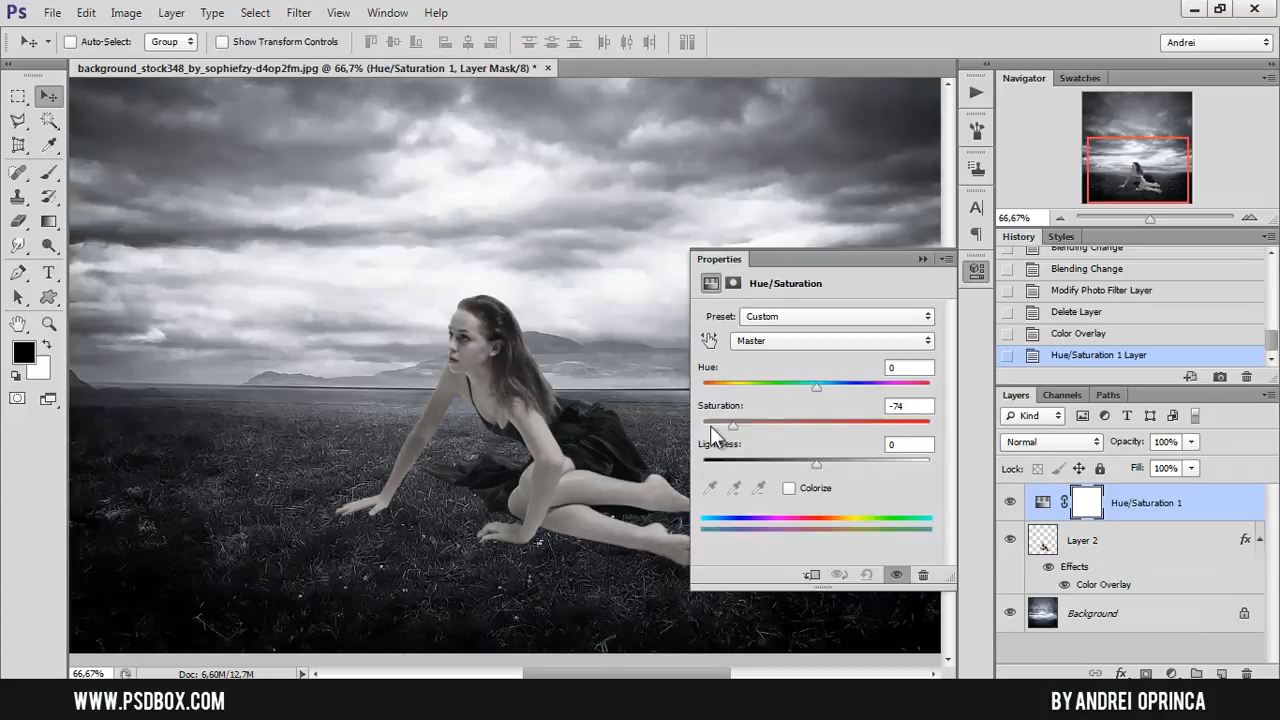 Ps File Edit Image Layer Type Select Filter 3D View Window Help
Auto-Select: Group Show Transform Controls Andrei
background_stock348_by_sophiefzy-d4op2fm.jpg @ 66,7% (Hue/Saturation 1, Layer Mask/8) * ×
Navigator Swatches
66,67%
History Styles
Blending Change
Blending Change
Modify Photo Filter Layer
Delete Layer
Color Overlay
Hue/Saturation 1 Layer
Properties
Hue/Saturation
Preset: Custom
Master
Hue: 0
Saturation: -74
Lightness: 0
Colorize
Layers Channels Paths
Kind
Normal Opacity: 100%
Lock: Fill: 100%
Hue/Saturation 1
Layer 2 fx
Effects
Color Overlay
Background
66,67% Doc: 6,60M/12,7M
WWW.PSDBOX.COM BY ANDREI OPRINCA